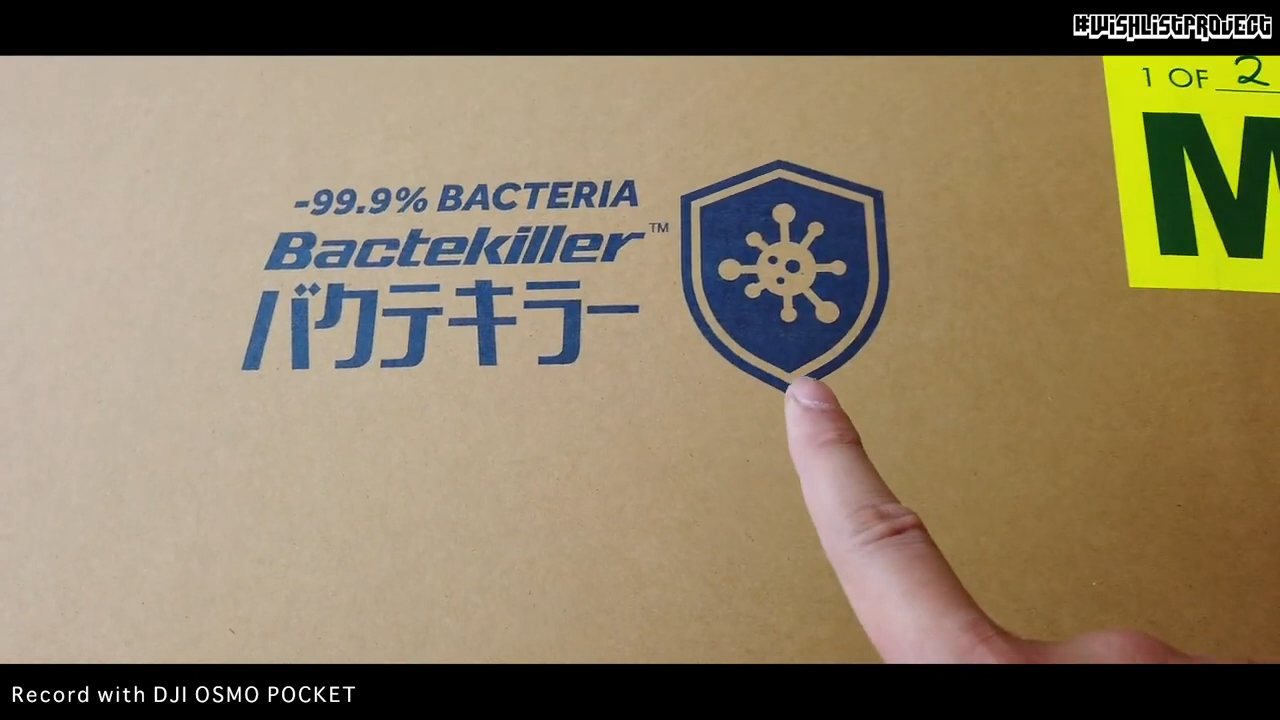 #WISHLISTPROJECT
1 OF 2
M
-99.9% BACTERIA
Bactekiller™
バクテキラー
Record with DJI OSMO POCKET